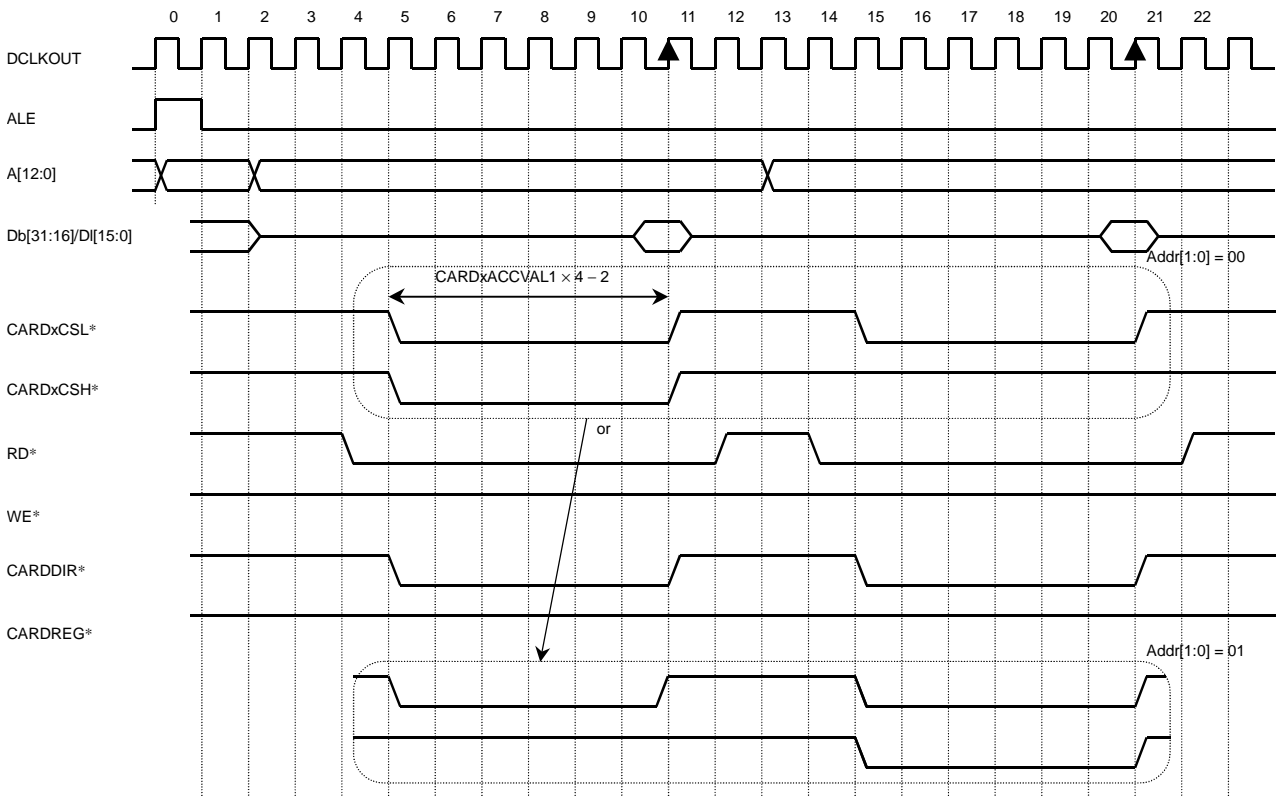 0 1 2 3 4 5 6 7 8 9 10 11 12 13 14 15 16 17 18 19 20 21 22
DCLKOUT
ALE
A[12:0]
Db[31:16]/Dl[15:0]
Addr[1:0] = 00
CARDxACCVAL1 × 4 – 2
CARDxCSL*
CARDxCSH*
or
RD*
WE*
CARDDIR*
CARDREG*
Addr[1:0] = 01